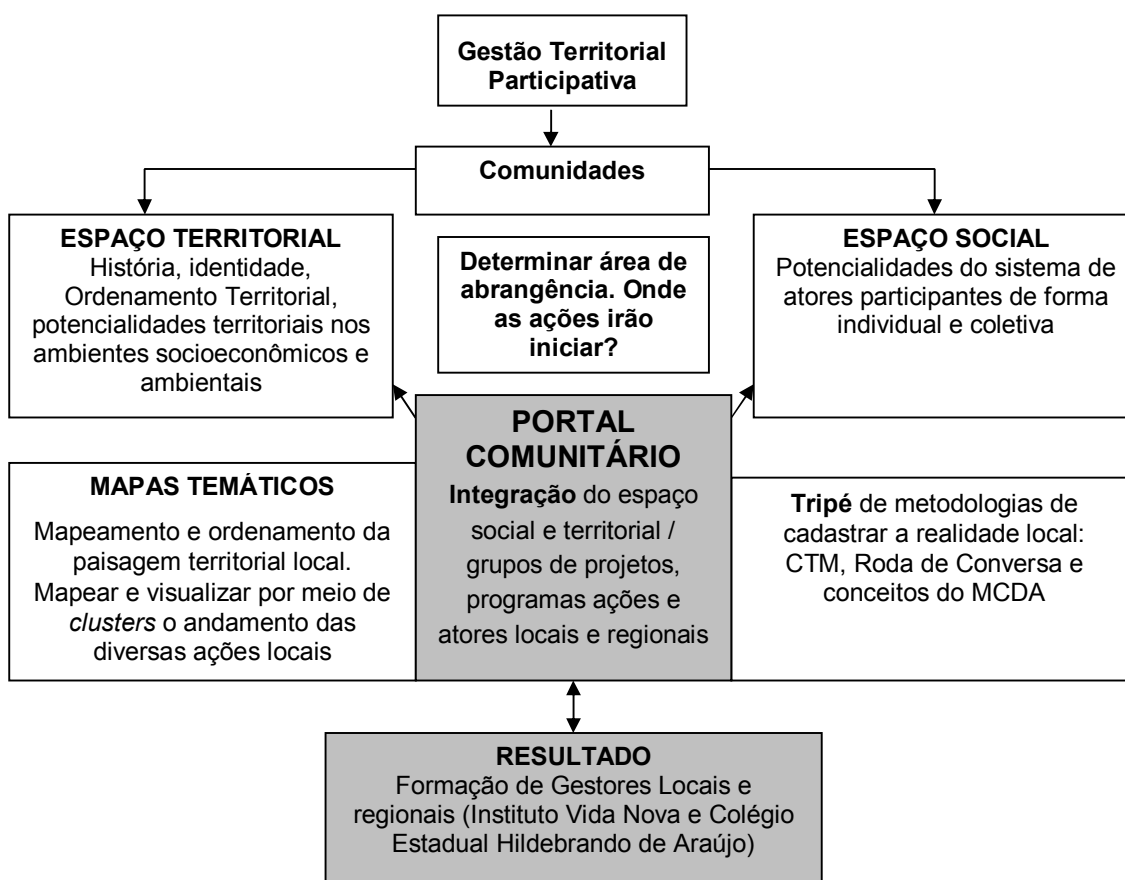 Gestão Territorial
Participativa
Comunidades
ESPAÇO TERRITORIAL
História, identidade,
Ordenamento Territorial,
potencialidades territoriais nos
ambientes socioeconômicos e
ambientais
Determinar área de
abrangência. Onde
as ações irão
iniciar?
ESPAÇO SOCIAL
Potencialidades do sistema de
atores participantes de forma
individual e coletiva
MAPAS TEMÁTICOS
Mapeamento e ordenamento da
paisagem territorial local.
Mapear e visualizar por meio de
clusters o andamento das
diversas ações locais
PORTAL
COMUNITÁRIO
Integração do espaço
social e territorial /
grupos de projetos,
programas ações e
atores locais e regionais
Tripé de metodologias de
cadastrar a realidade local:
CTM, Roda de Conversa e
conceitos do MCDA
RESULTADO
Formação de Gestores Locais e
regionais (Instituto Vida Nova e Colégio
Estadual Hildebrando de Araújo)